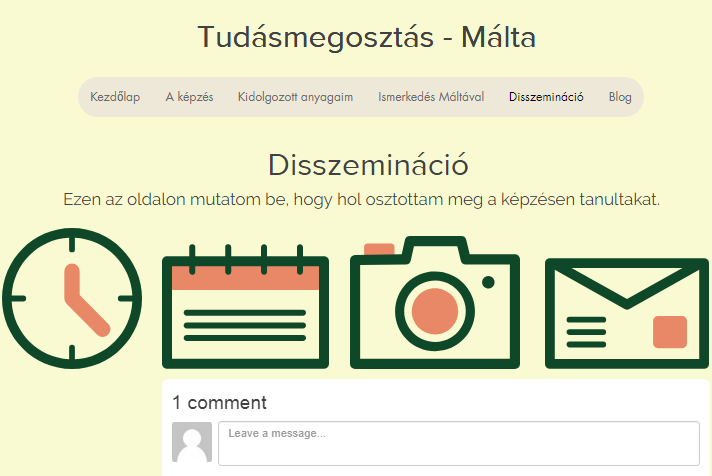 Tudásmegosztás - Málta
Kezdőlap A képzés Kidolgozott anyagaim Ismerkedés Máltával Disszemináció Blog
Disszemináció
Ezen az oldalon mutatom be, hogy hol osztottam meg a képzésen tanultakat.
1 comment
Leave a message...